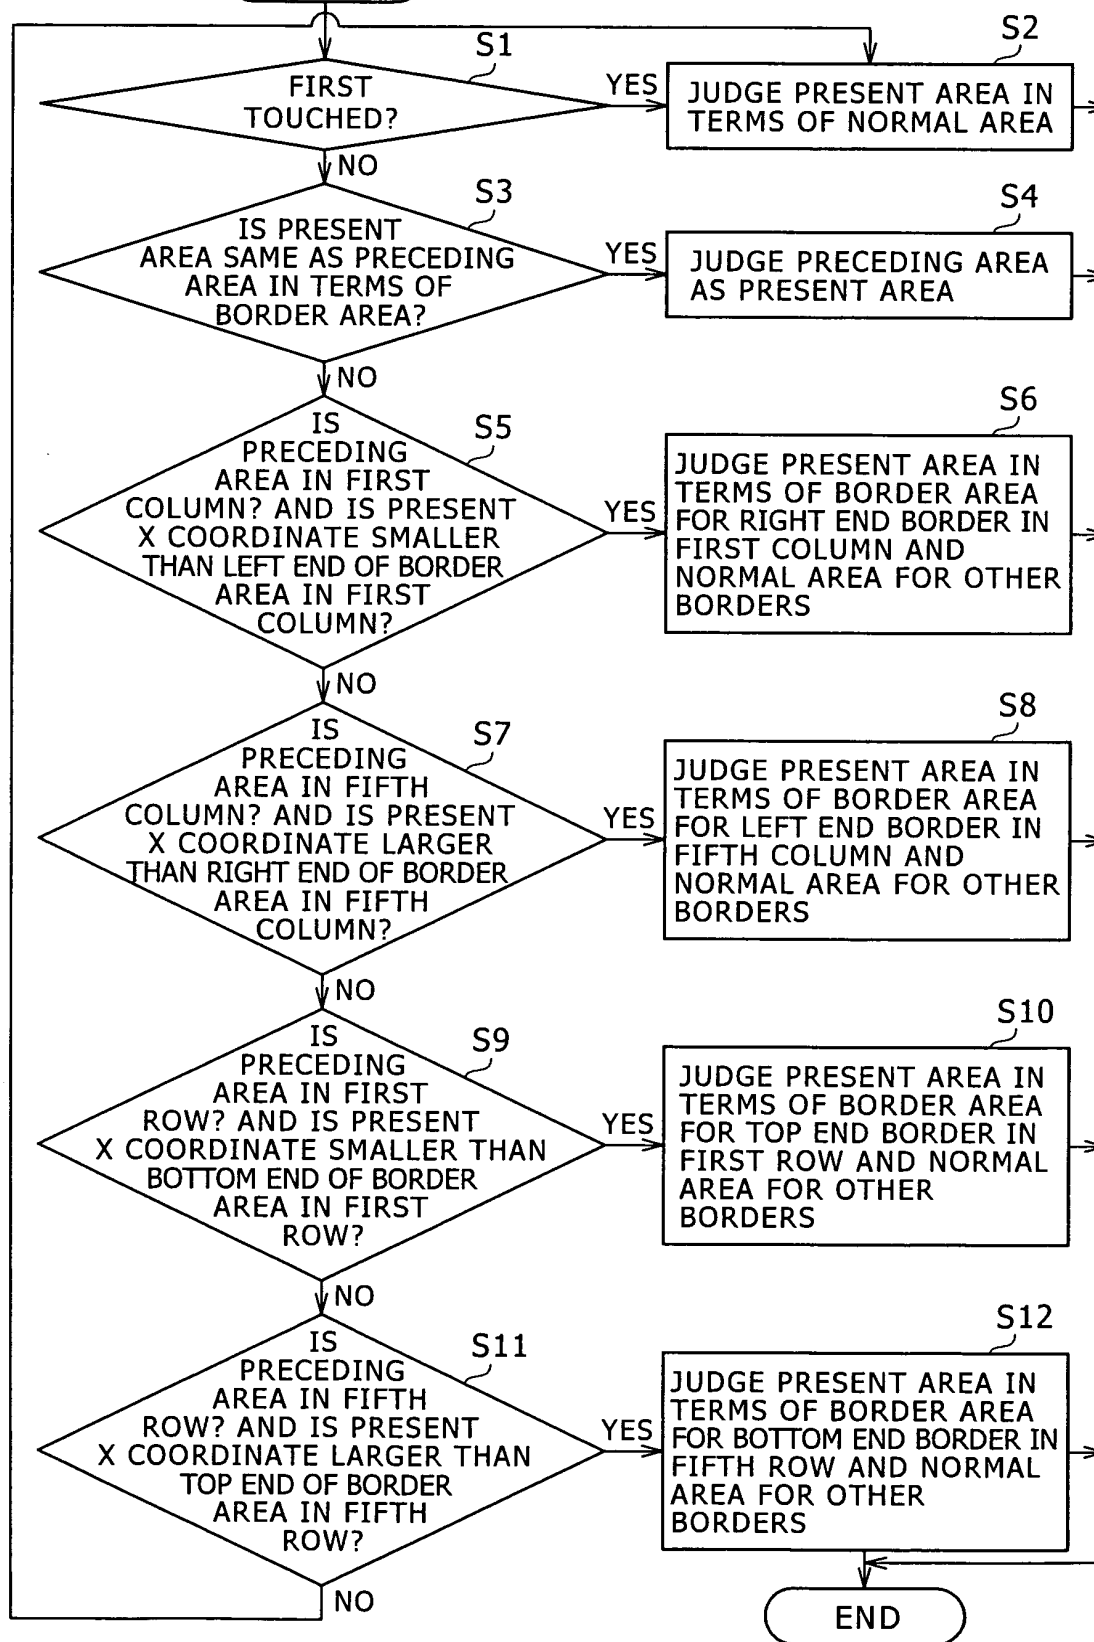 S1
FIRST
TOUCHED?
YES
S2
JUDGE PRESENT AREA IN
TERMS OF NORMAL AREA
NO
S3
IS PRESENT
AREA SAME AS PRECEDING
AREA IN TERMS OF
BORDER AREA?
YES
S4
JUDGE PRECEDING AREA
AS PRESENT AREA
NO
S5
IS
PRECEDING
AREA IN FIRST
COLUMN? AND IS PRESENT
X COORDINATE SMALLER
THAN LEFT END OF BORDER
AREA IN FIRST
COLUMN?
YES
S6
JUDGE PRESENT AREA IN
TERMS OF BORDER AREA
FOR RIGHT END BORDER IN
FIRST COLUMN AND
NORMAL AREA FOR OTHER
BORDERS
NO
S7
IS
PRECEDING
AREA IN FIFTH
COLUMN? AND IS PRESENT
X COORDINATE LARGER
THAN RIGHT END OF BORDER
AREA IN FIFTH
COLUMN?
YES
S8
JUDGE PRESENT AREA IN
TERMS OF BORDER AREA
FOR LEFT END BORDER IN
FIFTH COLUMN AND
NORMAL AREA FOR OTHER
BORDERS
NO
S9
IS
PRECEDING
AREA IN FIRST
ROW? AND IS PRESENT
X COORDINATE SMALLER THAN
BOTTOM END OF BORDER
AREA IN FIRST
ROW?
YES
S10
JUDGE PRESENT AREA IN
TERMS OF BORDER AREA
FOR TOP END BORDER IN
FIRST ROW AND NORMAL
AREA FOR OTHER
BORDERS
NO
S11
IS
PRECEDING
AREA IN FIFTH
ROW? AND IS PRESENT
X COORDINATE LARGER THAN
TOP END OF BORDER
AREA IN FIFTH
ROW?
YES
S12
JUDGE PRESENT AREA IN
TERMS OF BORDER AREA
FOR BOTTOM END BORDER IN
FIFTH ROW AND NORMAL
AREA FOR OTHER
BORDERS
NO
END